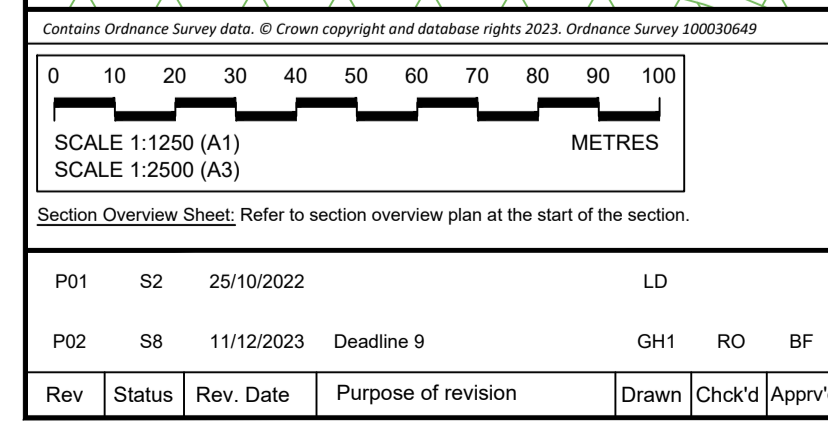 Contains Ordnance Survey data. © Crown copyright and database rights 2023. Ordnance Survey 100030649
0 10 20 30 40 50 60 70 80 90 100
SCALE 1:1250 (A1) METRES
SCALE 1:2500 (A3)
Section Overview Sheet: Refer to section overview plan at the start of the section.
P01 S2 25/10/2022 LD
P02 S8 11/12/2023 Deadline 9 GH1 RO BF
Rev Status Rev. Date Purpose of revision Drawn Chck'd Apprv'